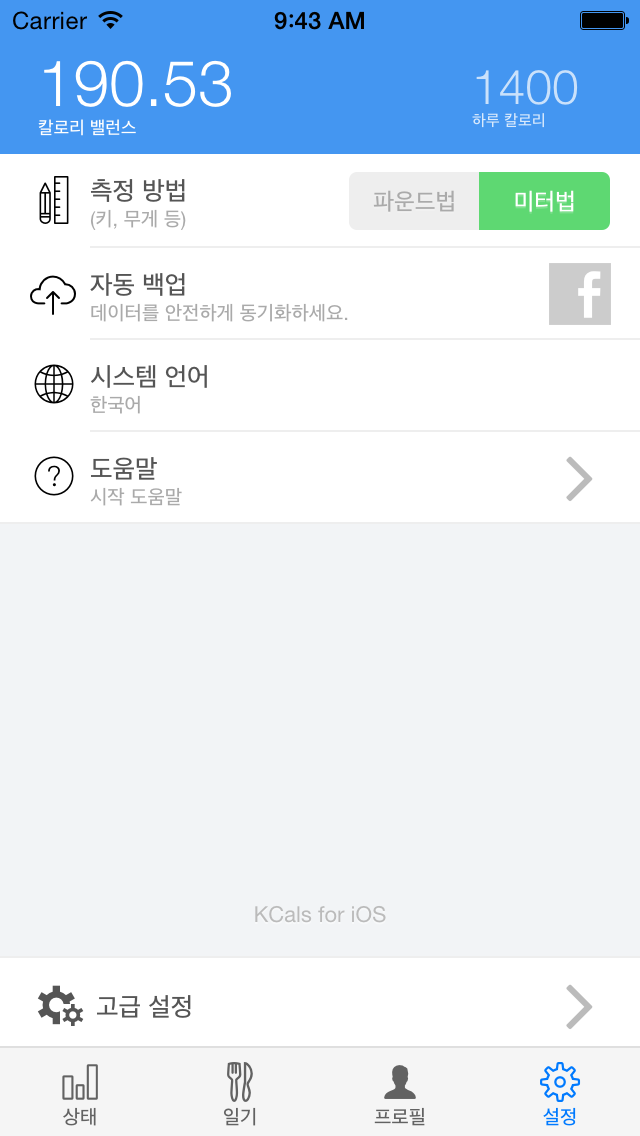 Carrier 9:43 AM
190.53 1400
칼로리 밸런스 하루 칼로리
측정 방법
(키, 무게 등)
파운드법 미터법
자동 백업
데이터를 안전하게 동기화하세요.
시스템 언어
한국어
도움말
시작 도움말
KCals for iOS
고급 설정
상태 일기 프로필 설정